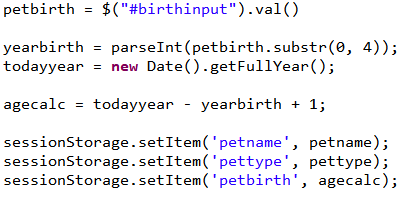 petbirth = $("#birthinput").val()
yearbirth = parseInt(petbirth.substr(0, 4));
todayyear = new Date().getFullYear();
agecalc = todayyear - yearbirth + 1;
sessionStorage.setItem('petname', petname);
sessionStorage.setItem('pettype', pettype);
sessionStorage.setItem('petbirth', agecalc);